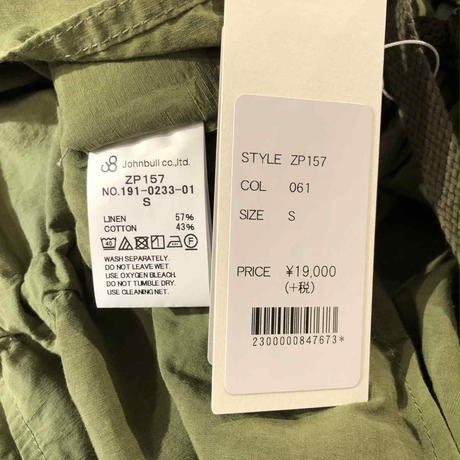 Johnbull co.,ltd.
ZP157
NO.191-0233-01
S
LINEN 57%
COTTON 43%
40
WASH SEPARATELY.
DO NOT LEAVE WET.
USE OXYGEN BLEACH.
DO NOT TUMBLE DRY.
USE CLEANING NET.
STYLE ZP157
COL 061
SIZE S
PRICE ¥19,000
(+税)
2300000847673*